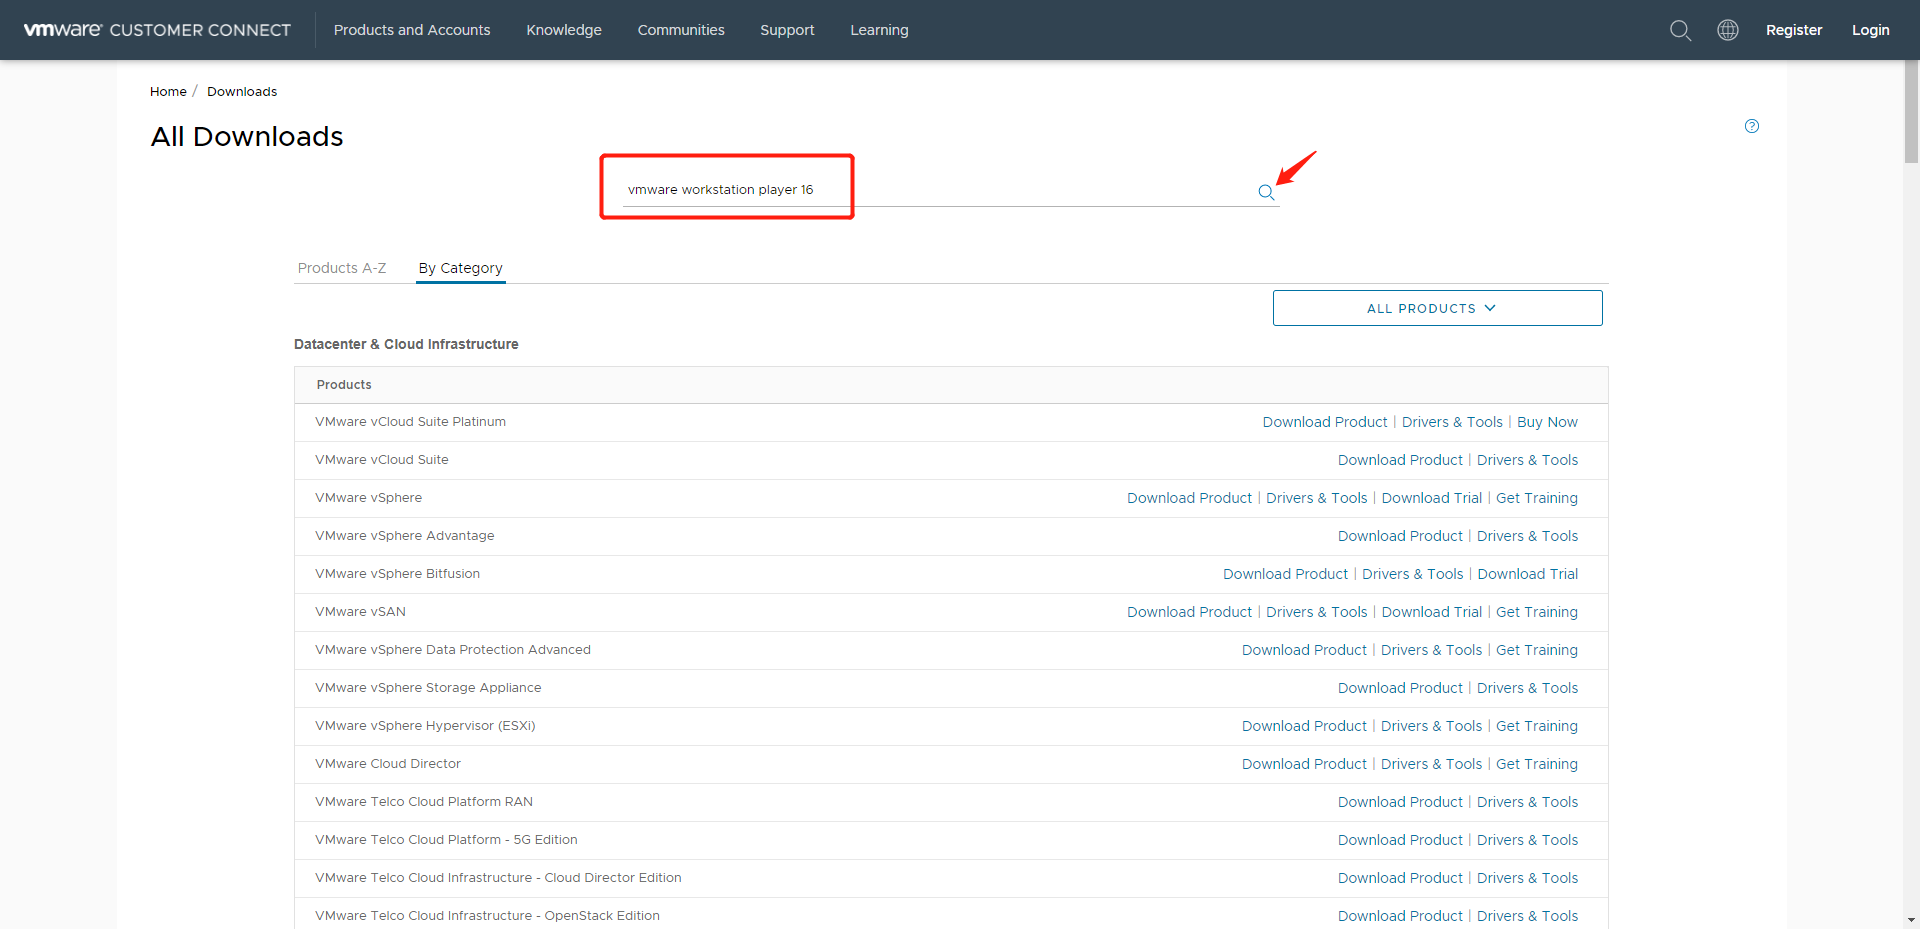 vmware® CUSTOMER CONNECT Products and Accounts Knowledge Communities Support Learning Register Login
Home / Downloads
All Downloads
vmware workstation player 16
Products A-Z By Category
ALL PRODUCTS
Datacenter & Cloud Infrastructure
Products
VMware vCloud Suite Platinum Download Product | Drivers & Tools | Buy Now
VMware vCloud Suite Download Product | Drivers & Tools
VMware vSphere Download Product | Drivers & Tools | Download Trial | Get Training
VMware vSphere Advantage Download Product | Drivers & Tools
VMware vSphere Bitfusion Download Product | Drivers & Tools | Download Trial
VMware vSAN Download Product | Drivers & Tools | Download Trial | Get Training
VMware vSphere Data Protection Advanced Download Product | Drivers & Tools | Get Training
VMware vSphere Storage Appliance Download Product | Drivers & Tools
VMware vSphere Hypervisor (ESXi) Download Product | Drivers & Tools | Get Training
VMware Cloud Director Download Product | Drivers & Tools | Get Training
VMware Telco Cloud Platform RAN Download Product | Drivers & Tools
VMware Telco Cloud Platform - 5G Edition Download Product | Drivers & Tools
VMware Telco Cloud Infrastructure - Cloud Director Edition Download Product | Drivers & Tools
VMware Telco Cloud Infrastructure - OpenStack Edition Download Product | Drivers & Tools